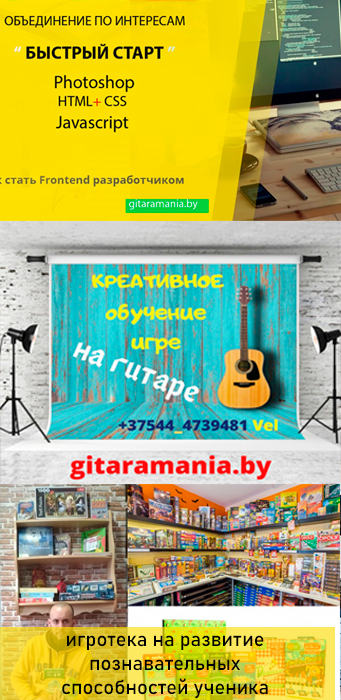 ОБЪЕДИНЕНИЕ ПО ИНТЕРЕСАМ
“ БЫСТРЫЙ СТАРТ ”
Photoshop
HTML+ CSS
Javascript
стать Frontend разработчиком
gitaramania.by
КРЕАТИВНОЕ
обучение
игре
на гитаре
+37544_4739481 Vel
gitaramania.by
игротека на развитие
познавательных
способностей ученика